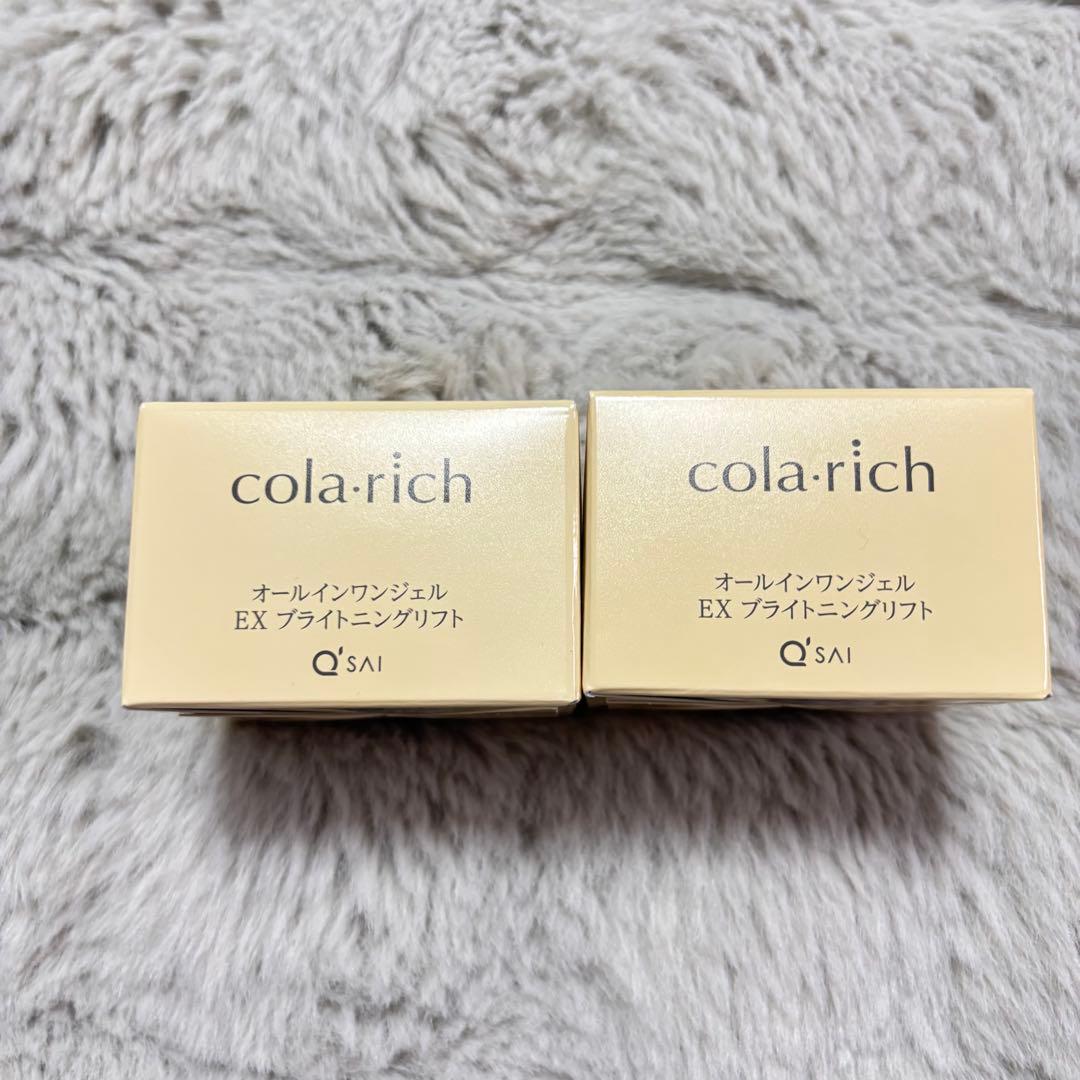 cola·rich
オールインワンジェル
EX ブライトニングリフト
Q'SAI
cola·rich
オールインワンジェル
EX ブライトニングリフト
Q'SAI